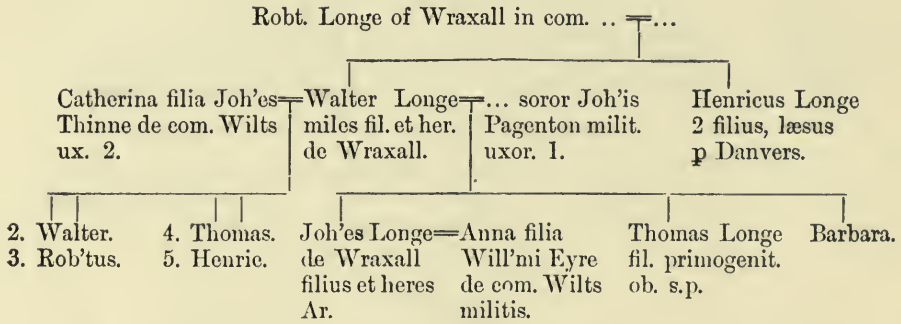 Robt. Longe of Wraxall in com. .. = ...
Catherina filia Joh'es
Thinne de com. Wilts
ux. 2.
Walter Longe
miles fil. et her.
de Wraxall.
... soror Joh'is
Pagenton milit.
uxor. 1.
Henricus Longe
2 filius, læsus
p Danvers.
2. Walter.
3. Rob'tus.
4. Thomas.
5. Henric.
Joh'es Longe
de Wraxall
filius et heres
Ar.
Anna filia
Will'mi Eyre
de com. Wilts
militis.
Thomas Longe
fil. primogenit.
ob. s.p.
Barbara.